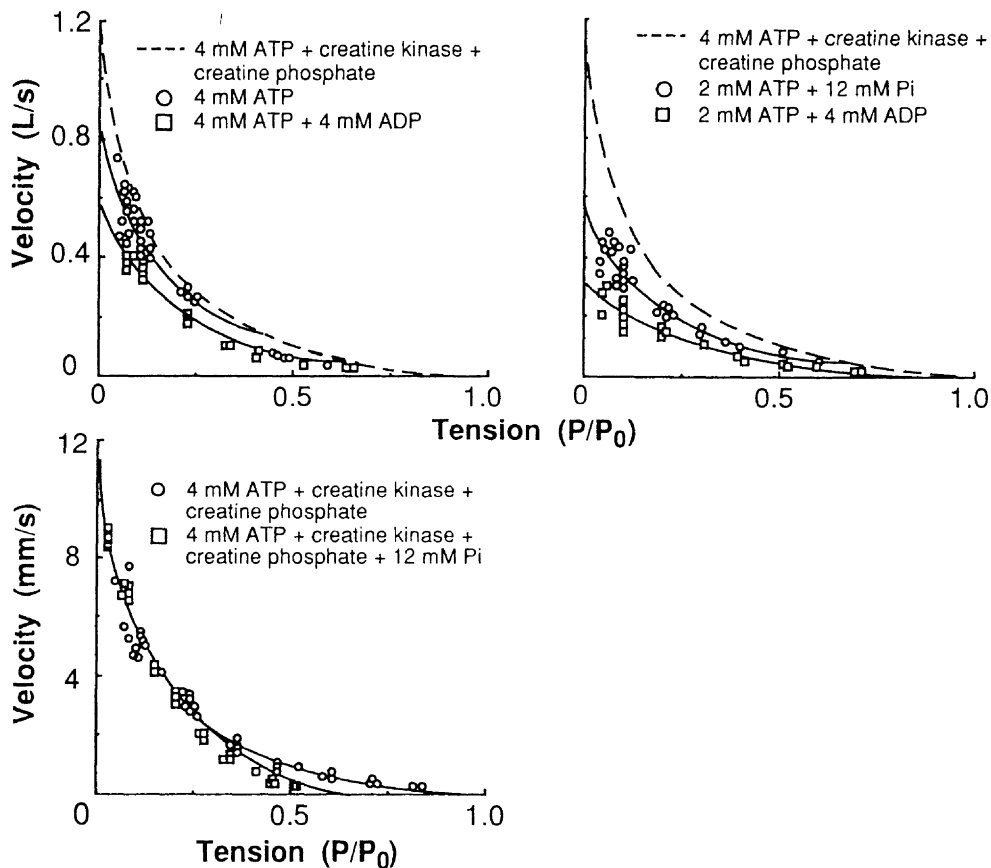 1.2
0.8
0.4
0
Velocity (L/s)
4 mM ATP + creatine kinase +
creatine phosphate
4 mM ATP
4 mM ATP + 4 mM ADP
0
0.5
1.0
4 mM ATP + creatine kinase +
creatine phosphate
2 mM ATP + 12 mM Pi
2 mM ATP + 4 mM ADP
0
0.5
1.0
Tension (P/P0)
12
8
4
0
Velocity (mm/s)
4 mM ATP + creatine kinase +
creatine phosphate
4 mM ATP + creatine kinase +
creatine phosphate + 12 mM Pi
0.5
1.0
Tension (P/P0)